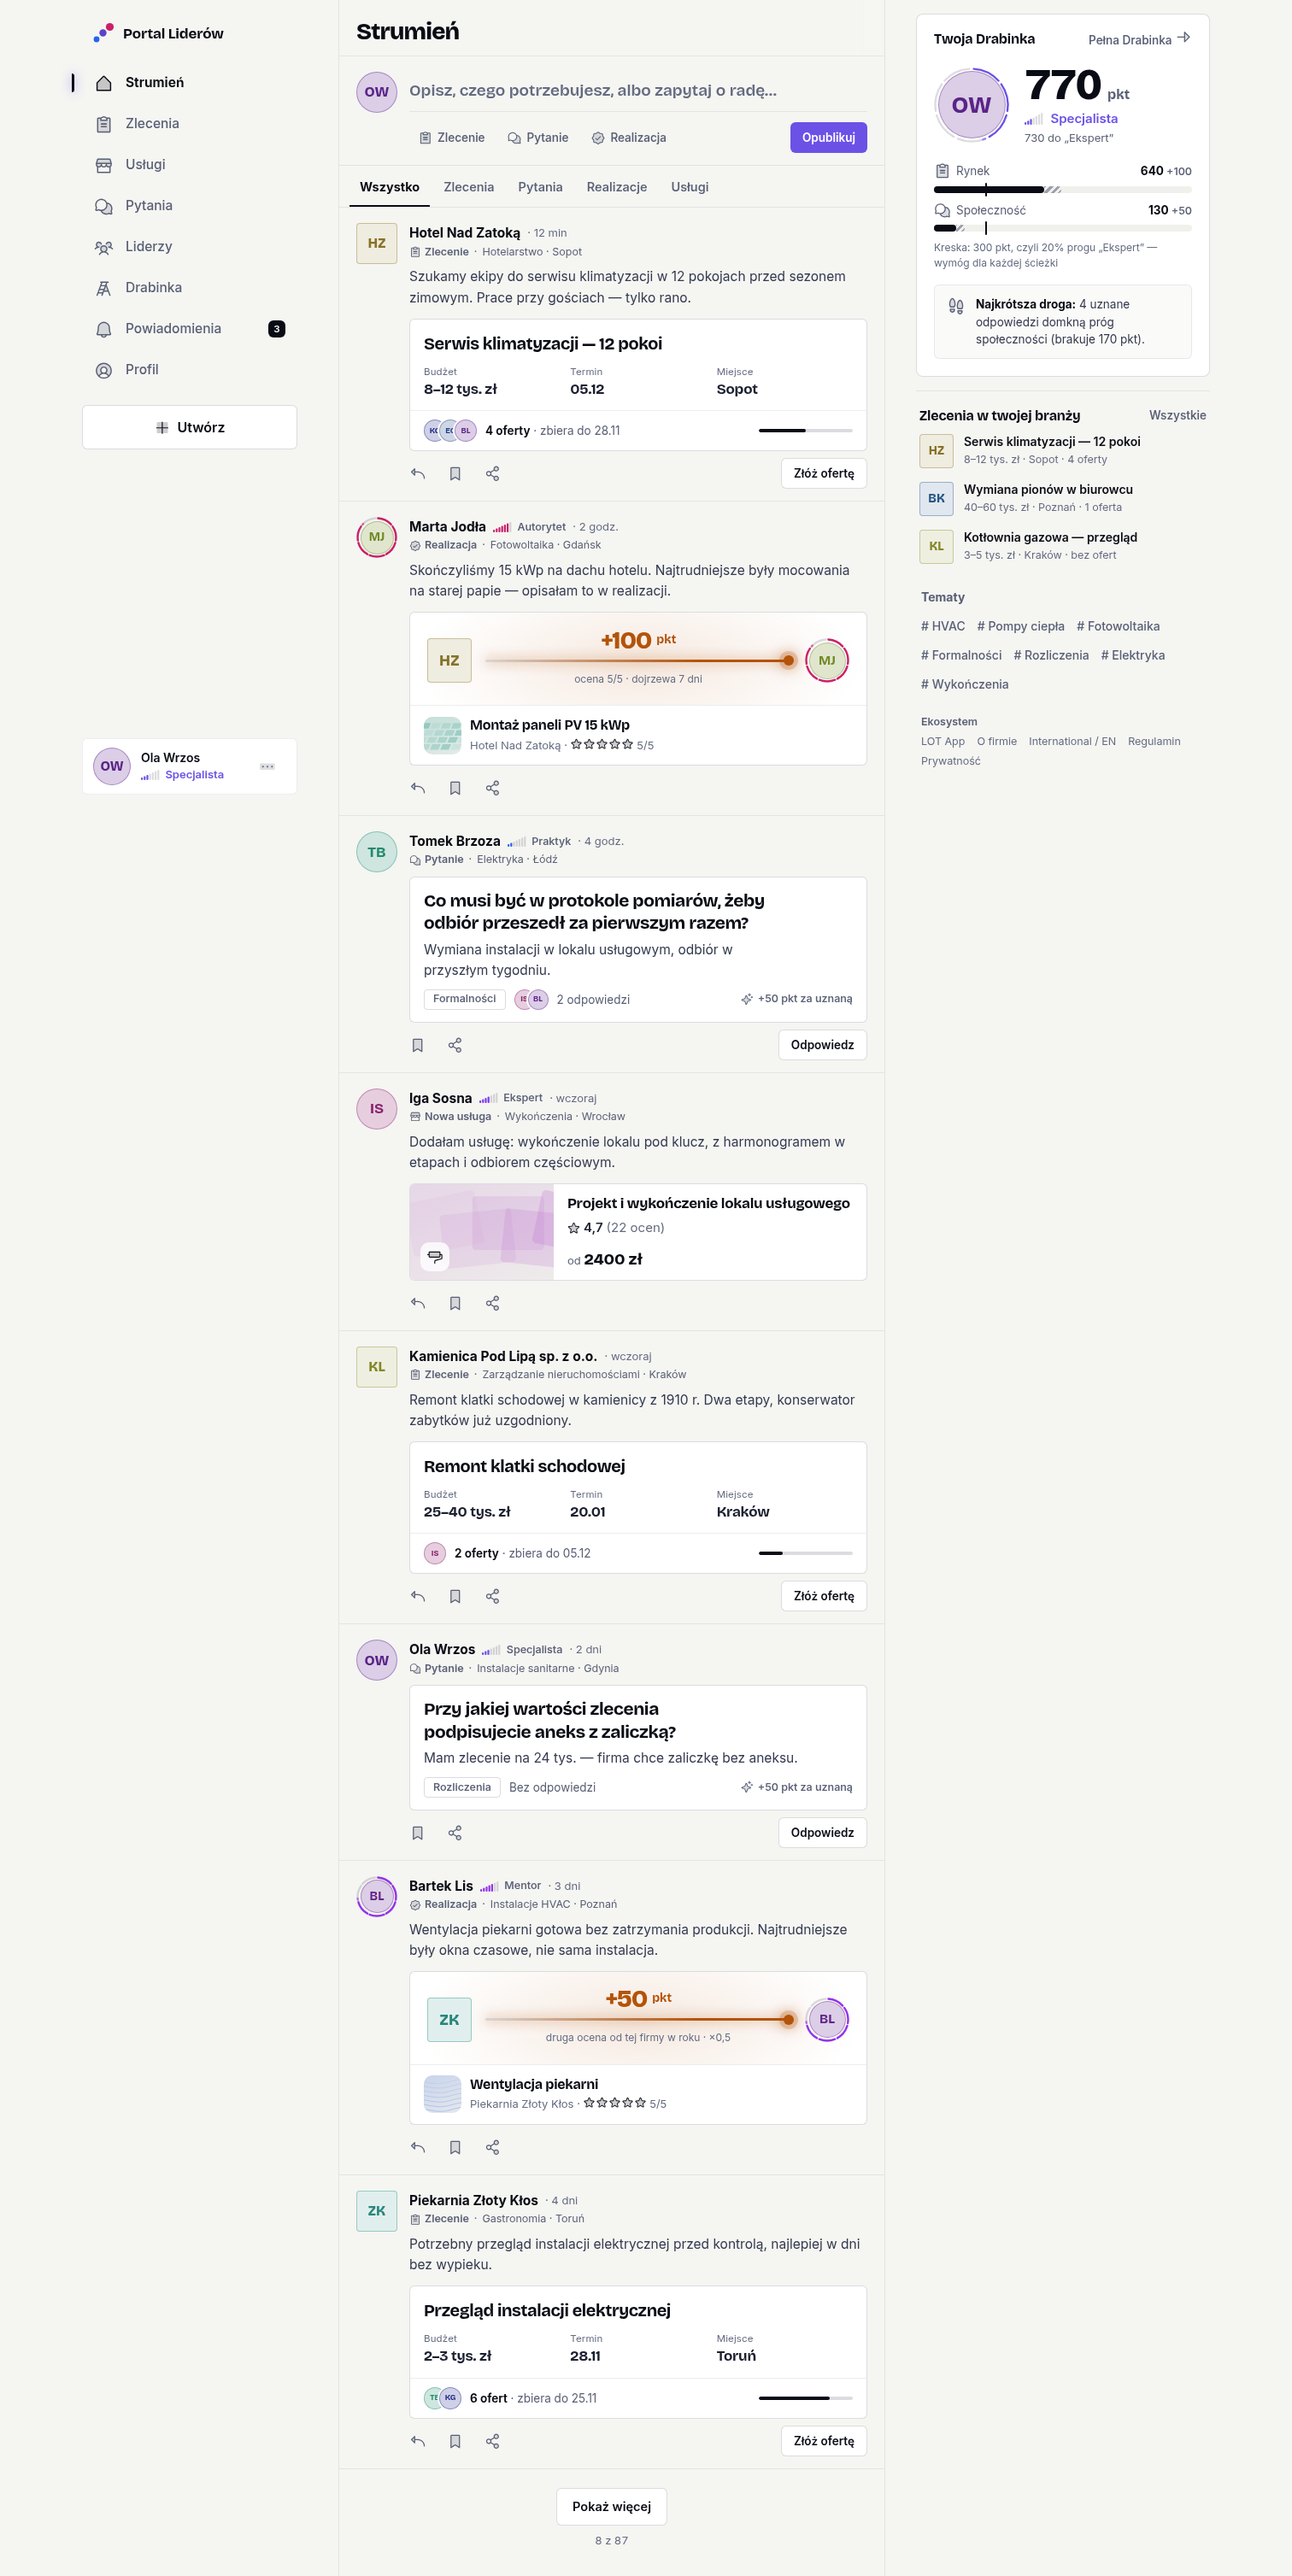 Portal Liderów
Strumień
Zlecenia
Usługi
Pytania
Liderzy
Drabinka
Powiadomienia 3
Profil
Utwórz
OW
Ola Wrzos
Specjalista
Strumień
OW
Opisz, czego potrzebujesz, albo zapytaj o radę...
Zlecenie Pytanie Realizacja Opublikuj
Wszystko Zlecenia Pytania Realizacje Usługi
HZ
Hotel Nad Zatoką · 12 min
Zlecenie · Hotelarstwo · Sopot
Szukamy ekipy do serwisu klimatyzacji w 12 pokojach przed sezonem
zimowym. Prace przy gościach — tylko rano.
Serwis klimatyzacji — 12 pokoi
Budżet Termin Miejsce
8–12 tys. zł 05.12 Sopot
BL 4 oferty · zbiera do 28.11
Złóż ofertę
MJ
Marta Jodła Autorytet · 2 godz.
Realizacja · Fotowoltaika · Gdańsk
Skończyliśmy 15 kWp na dachu hotelu. Najtrudniejsze były mocowania
na starej papie — opisałam to w realizacji.
HZ
+100 pkt
MJ
ocena 5/5 · dojrzewa 7 dni
Montaż paneli PV 15 kWp
Hotel Nad Zatoką · 5/5
TB
Tomek Brzoza Praktyk · 4 godz.
Pytanie · Elektryka · Łódź
Co musi być w protokole pomiarów, żeby
odbiór przeszedł za pierwszym razem?
Wymiana instalacji w lokalu usługowym, odbiór w
przyszłym tygodniu.
Formalności BL 2 odpowiedzi +50 pkt za uznaną
Odpowiedz
IS
Iga Sosna Ekspert · wczoraj
Nowa usługa · Wykończenia · Wrocław
Dodałam usługę: wykończenie lokalu pod klucz, z harmonogramem w
etapach i odbiorem częściowym.
Projekt i wykończenie lokalu usługowego
4,7 (22 ocen)
od 2400 zł
KL
Kamienica Pod Lipą sp. z o.o. · wczoraj
Zlecenie · Zarządzanie nieruchomościami · Kraków
Remont klatki schodowej w kamienicy z 1910 r. Dwa etapy, konserwator
zabytków już uzgodniony.
Remont klatki schodowej
Budżet Termin Miejsce
25–40 tys. zł 20.01 Kraków
IS 2 oferty · zbiera do 05.12
Złóż ofertę
OW
Ola Wrzos Specjalista · 2 dni
Pytanie · Instalacje sanitarne · Gdynia
Przy jakiej wartości zlecenia
podpisujecie aneks z zaliczką?
Mam zlecenie na 24 tys. — firma chce zaliczkę bez aneksu.
Rozliczenia Bez odpowiedzi +50 pkt za uznaną
Odpowiedz
BL
Bartek Lis Mentor · 3 dni
Realizacja · Instalacje HVAC · Poznań
Wentylacja piekarni gotowa bez zatrzymania produkcji. Najtrudniejsze
były okna czasowe, nie sama instalacja.
ZK
+50 pkt
BL
druga ocena od tej firmy w roku · ×0,5
Wentylacja piekarni
Piekarnia Złoty Kłos · 5/5
ZK
Piekarnia Złoty Kłos · 4 dni
Zlecenie · Gastronomia · Toruń
Potrzebny przegląd instalacji elektrycznej przed kontrolą, najlepiej w dni
bez wypieku.
Przegląd instalacji elektrycznej
Budżet Termin Miejsce
2–3 tys. zł 28.11 Toruń
KG 6 ofert · zbiera do 25.11
Złóż ofertę
Pokaż więcej
8 z 87
Twoja Drabinka Pełna Drabinka
OW
770 pkt
Specjalista
730 do „Ekspert”
Rynek 640 +100
Społeczność 130 +50
Kreska: 300 pkt, czyli 20% progu „Ekspert” —
wymóg dla każdej ścieżki
Najkrótsza droga: 4 uznane
odpowiedzi domkną próg
społeczności (brakuje 170 pkt).
Zlecenia w twojej branży Wszystkie
HZ
Serwis klimatyzacji — 12 pokoi
8–12 tys. zł · Sopot · 4 oferty
BK
Wymiana pionów w biurowcu
40–60 tys. zł · Poznań · 1 oferta
KL
Kotłownia gazowa — przegląd
3–5 tys. zł · Kraków · bez ofert
Tematy
# HVAC # Pompy ciepła # Fotowoltaika
# Formalności # Rozliczenia # Elektryka
# Wykończenia
Ekosystem
LOT App O firmie International / EN Regulamin
Prywatność